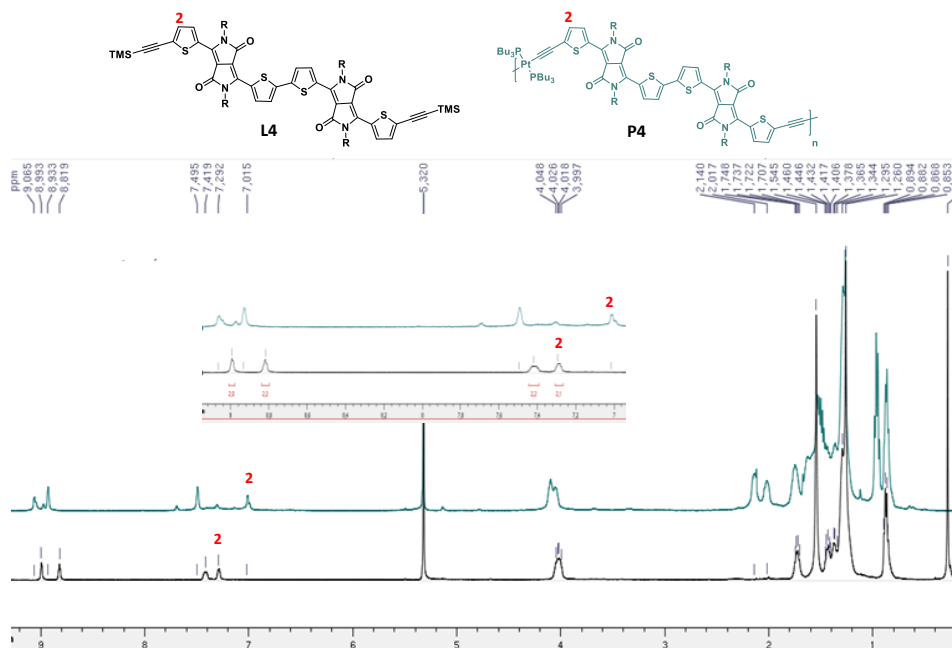 2
R
N
O
S
TMS
S
S
R
N
O
O
N
R
S
TMS
O
N
R
L4
2
Bu₃P
Pt
PBu₃
R
N
O
S
S
S
R
N
O
O
N
R
S
O
N
R
n
P4
ppm
9,065
8,993
8,933
8,819
7,495
7,419
7,292
7,015
5,320
4,048
4,026
4,018
3,997
2,140
2,017
1,748
1,737
1,722
1,707
1,545
1,460
1,446
1,432
1,417
1,406
1,378
1,365
1,344
1,295
1,260
0,894
0,882
0,868
0,853
2
2
2
2
9 8 7 6 5 4 3 2 1